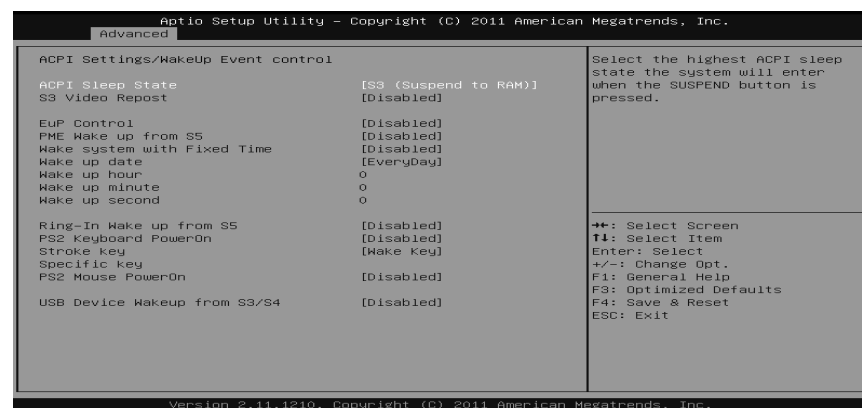 Aptio Setup Utility – Copyright (C) 2011 American Megatrends, Inc.
Advanced
ACPI Settings/WakeUp Event control
ACPI Sleep State [S3 (Suspend to RAM)]
S3 Video Repost [Disabled]
EuP Control [Disabled]
PME Wake up from S5 [Disabled]
Wake system with Fixed Time [Disabled]
Wake up date [EveryDay]
Wake up hour 0
Wake up minute 0
Wake up second 0
Ring-In Wake up from S5 [Disabled]
PS2 Keyboard PowerOn [Disabled]
Stroke key [Wake Key]
Specific key
PS2 Mouse PowerOn [Disabled]
USB Device Wakeup from S3/S4 [Disabled]
Select the highest ACPI sleep
state the system will enter
when the SUSPEND button is
pressed.
→←: Select Screen
↑↓: Select Item
Enter: Select
+/-: Change Opt.
F1: General Help
F3: Optimized Defaults
F4: Save & Reset
ESC: Exit
Version 2.11.1210. Copyright (C) 2011 American Megatrends, Inc.